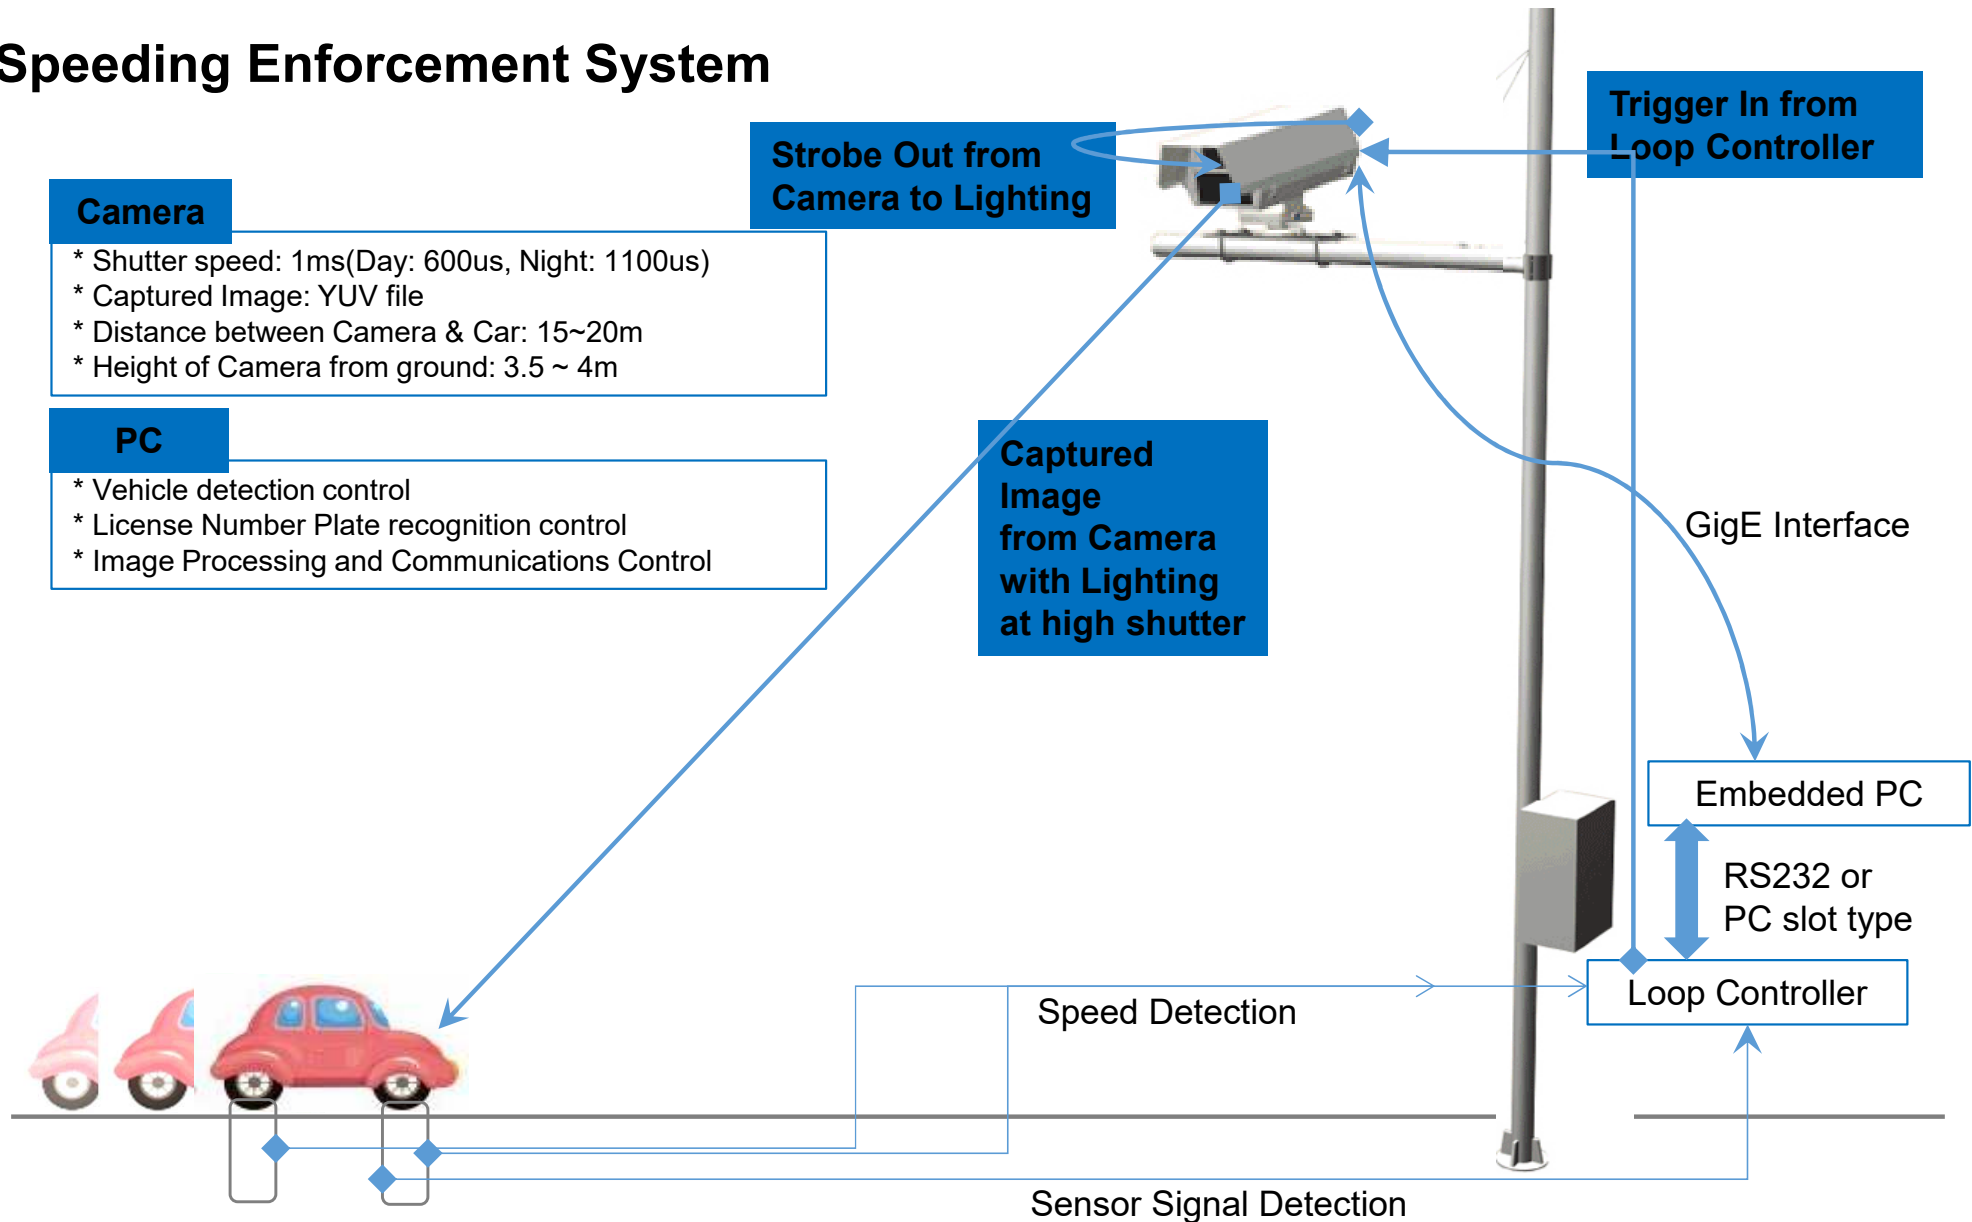 Speeding Enforcement System
Trigger In from
Loop Controller
Strobe Out from
Camera to Lighting
Camera
* Shutter speed: 1ms(Day: 600us, Night: 1100us)
* Captured Image: YUV file
* Distance between Camera & Car: 15~20m
* Height of Camera from ground: 3.5 ~ 4m
PC
* Vehicle detection control
* License Number Plate recognition control
* Image Processing and Communications Control
Captured
Image
from Camera
with Lighting
at high shutter
GigE Interface
Embedded PC
RS232 or
PC slot type
Loop Controller
Speed Detection
Sensor Signal Detection